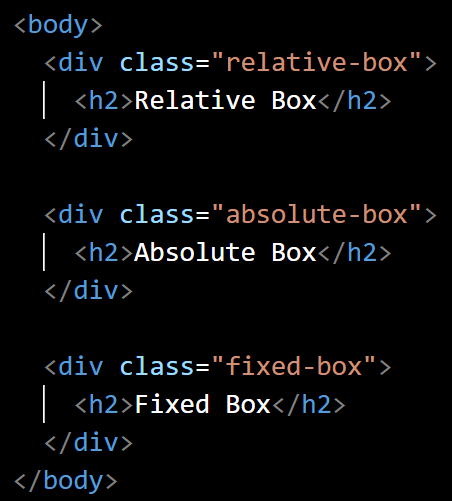 <body>
<div class="relative-box">
<h2>Relative Box</h2>
</div>
<div class="absolute-box">
<h2>Absolute Box</h2>
</div>
<div class="fixed-box">
<h2>Fixed Box</h2>
</div>
</body>